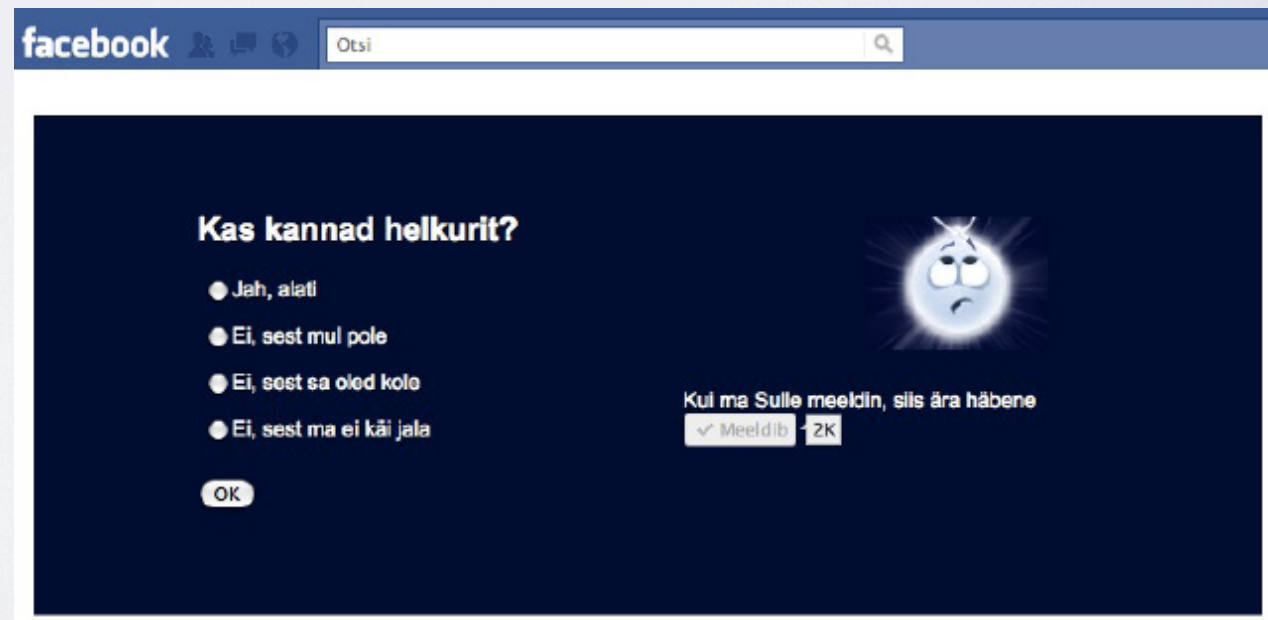 facebook
Otsi
Kas kannad helkurit?
Jah, alati
Ei, sest mul pole
Ei, sest sa oled kole
Ei, sest ma ei käi jala
OK
Kui ma Sulle meeldin, siis ära häbene
Meeldib 2K